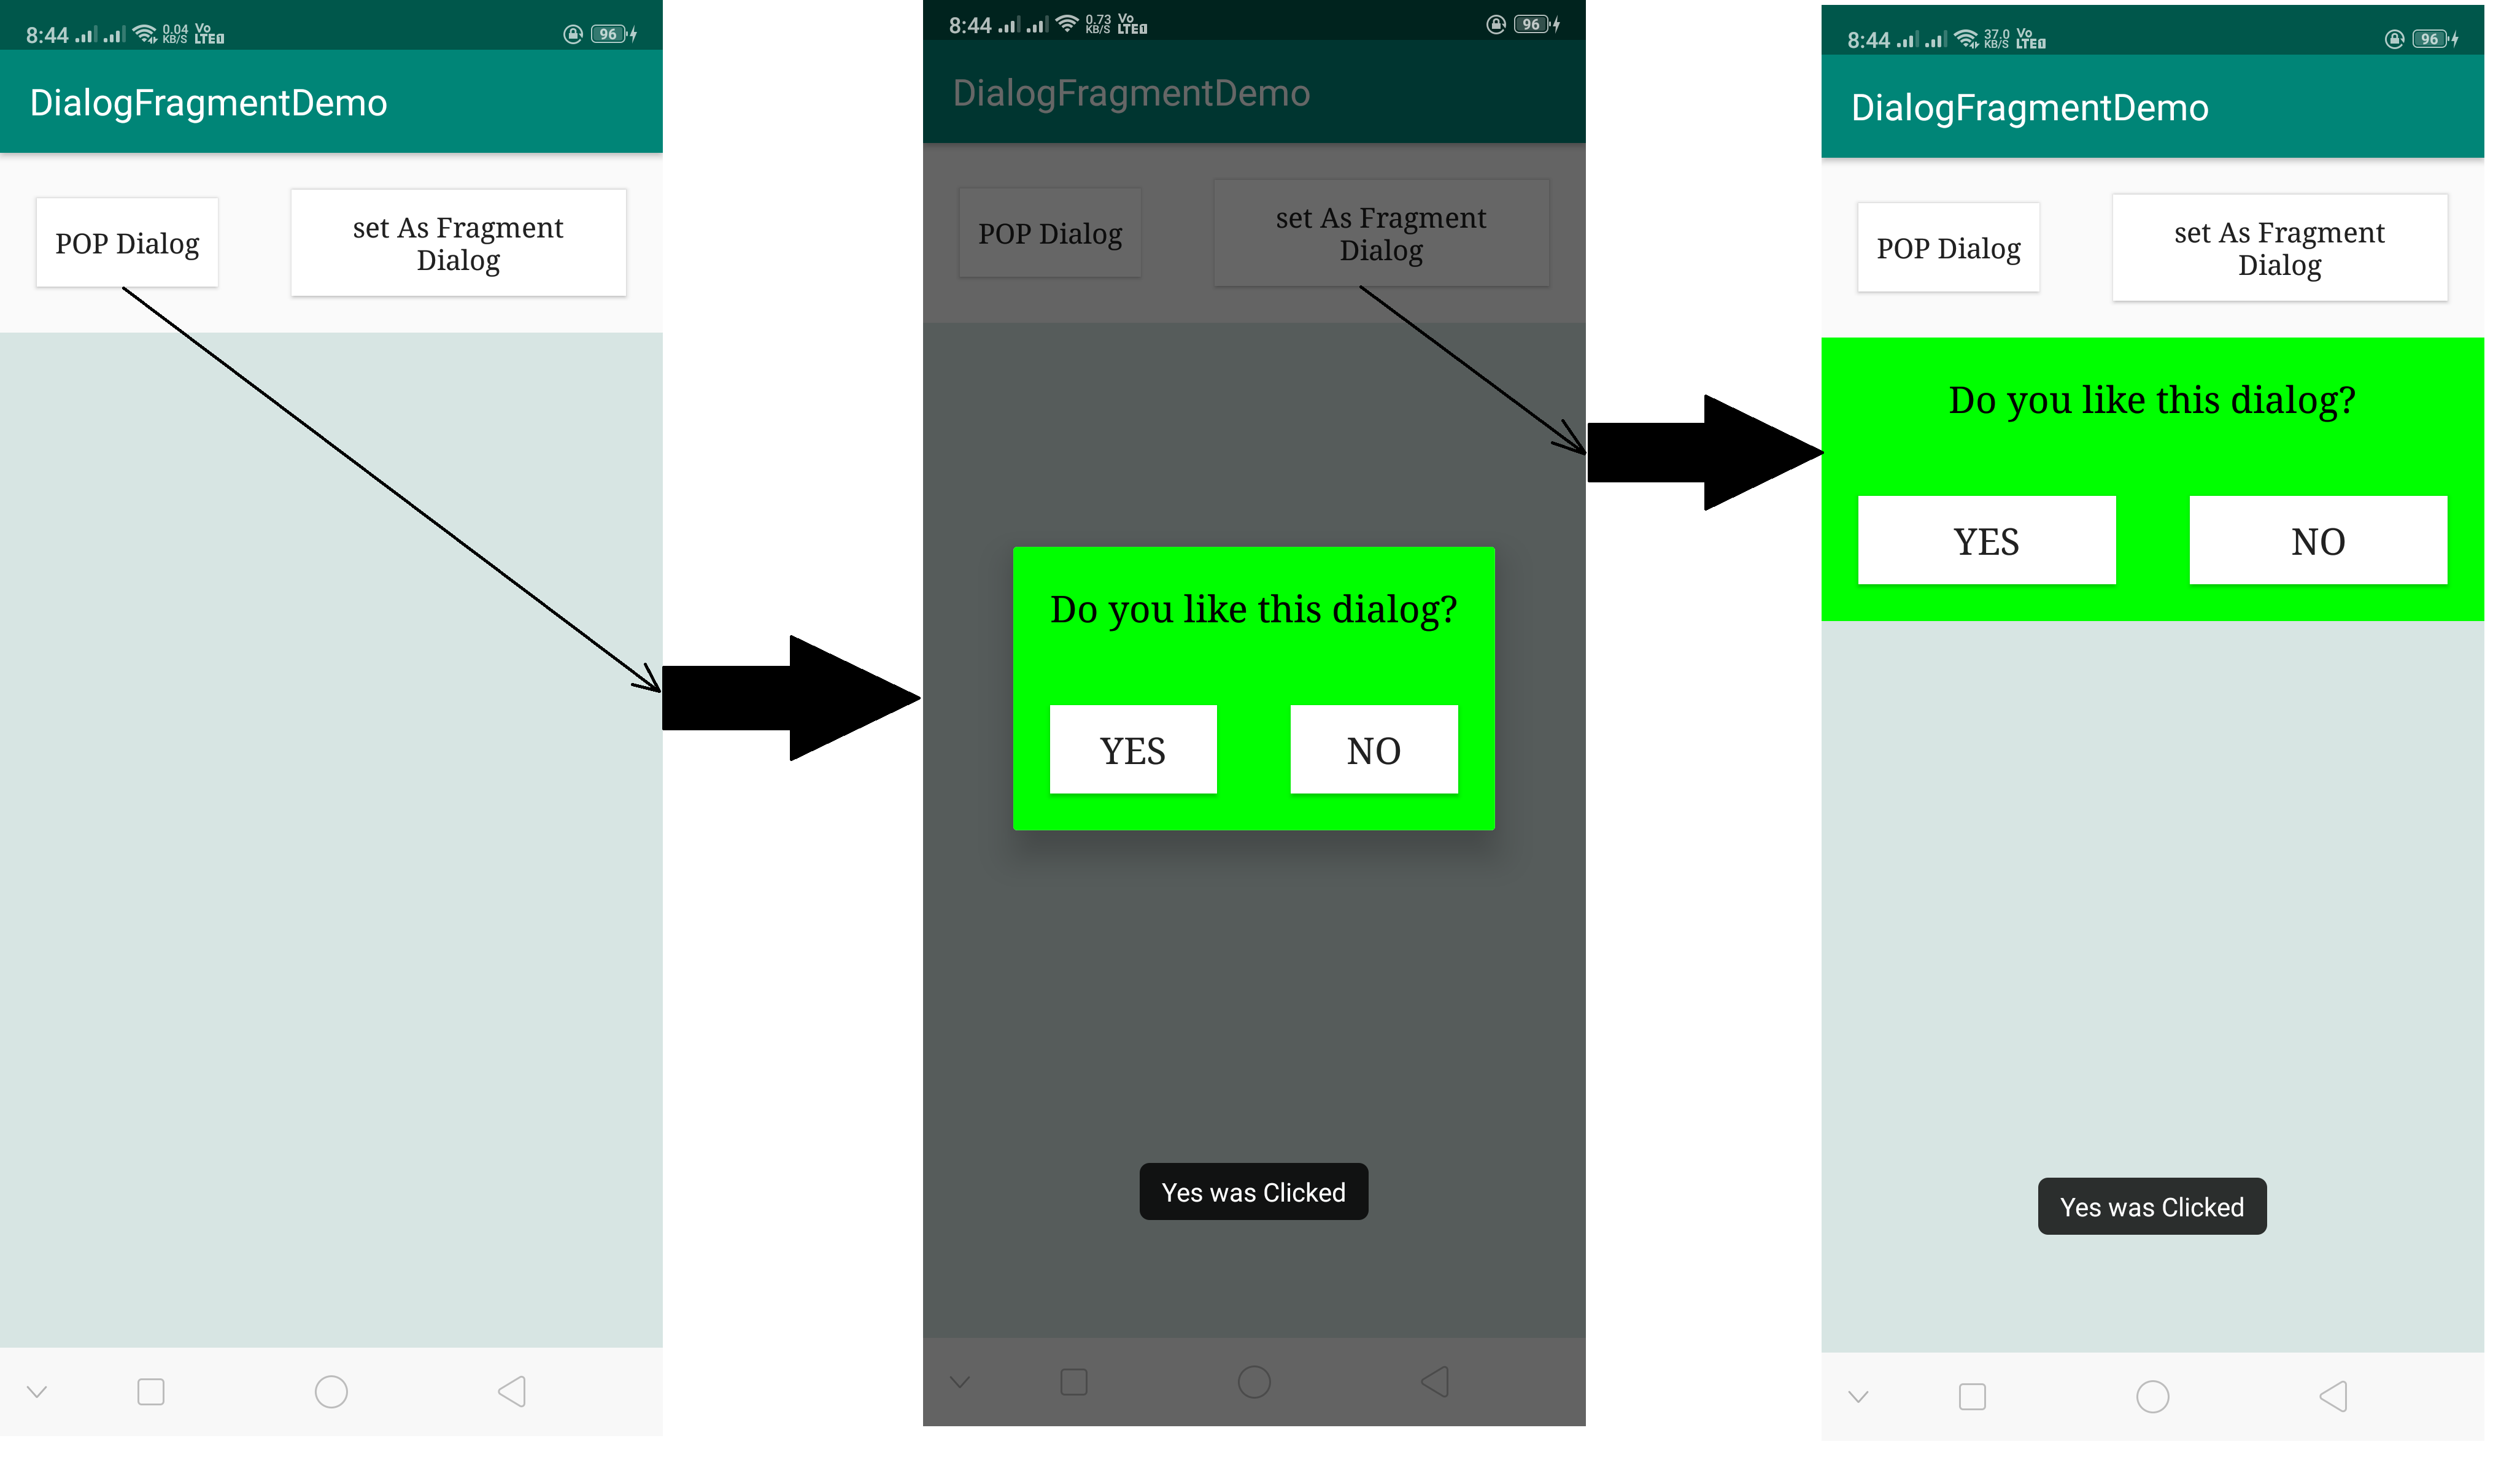 8:44 0.04 KB/S Vo LTE1 96
DialogFragmentDemo
POP Dialog
set As Fragment
Dialog
8:44 0.73 KB/S Vo LTE1 96
DialogFragmentDemo
POP Dialog
set As Fragment
Dialog
Do you like this dialog?
YES NO
Yes was Clicked
8:44 37.0 KB/S Vo LTE1 96
DialogFragmentDemo
POP Dialog
set As Fragment
Dialog
Do you like this dialog?
YES NO
Yes was Clicked